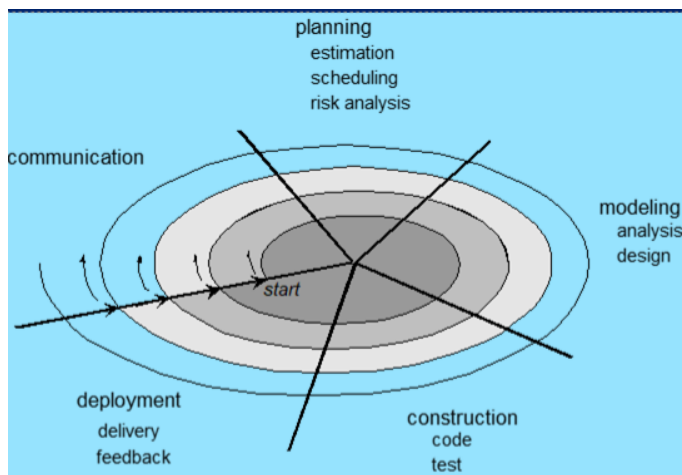 planning
estimation
scheduling
risk analysis
communication
modeling
analysis
design
start
deployment
delivery
feedback
construction
code
test